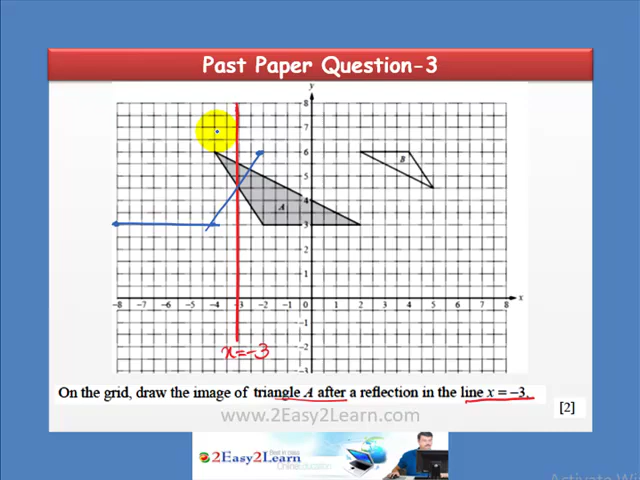 Past Paper Question-3
y
8
7
6
B
5
4
A
3
2
1
-8 -7 -6 -5 -4 -3 -2 -1 0 1 2 3 4 5 6 7 8 x
-1
-2
x=-3
-3
On the grid, draw the image of triangle A after a reflection in the line x = –3.
[2]
www.2Easy2Learn.com
2Easy2Learn
Online Education